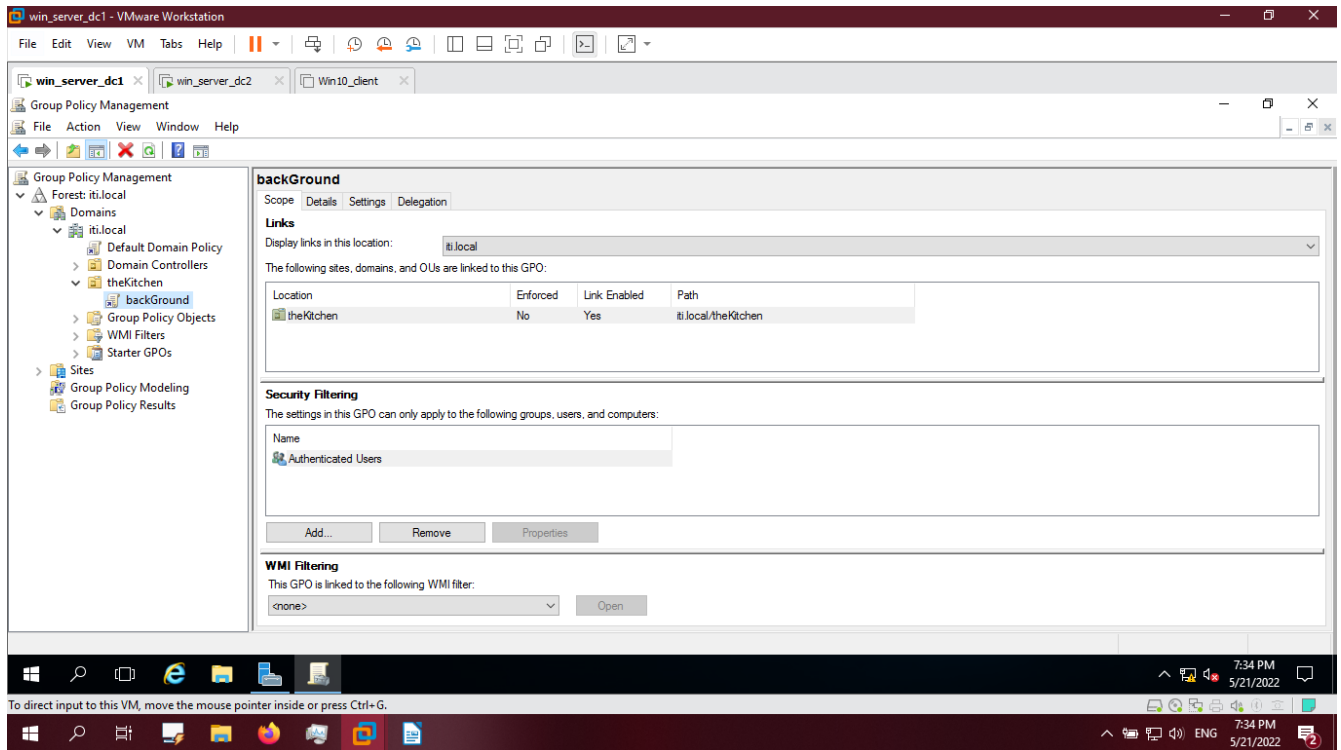 win_server_dc1 - VMware Workstation
File Edit View VM Tabs Help
win_server_dc1 win_server_dc2 Win10_client
Group Policy Management
File Action View Window Help
Group Policy Management
Forest: iti.local
Domains
iti.local
Default Domain Policy
Domain Controllers
theKitchen
backGround
Group Policy Objects
WMI Filters
Starter GPOs
Sites
Group Policy Modeling
Group Policy Results
backGround
Scope Details Settings Delegation
Links
Display links in this location: iti.local
The following sites, domains, and OUs are linked to this GPO:
Location Enforced Link Enabled Path
theKitchen No Yes iti.local/theKitchen
Security Filtering
The settings in this GPO can only apply to the following groups, users, and computers:
Name
Authenticated Users
Add... Remove Properties
WMI Filtering
This GPO is linked to the following WMI filter:
<none> Open
7:34 PM
5/21/2022
To direct input to this VM, move the mouse pointer inside or press Ctrl+G.
ENG 7:34 PM
5/21/2022
2